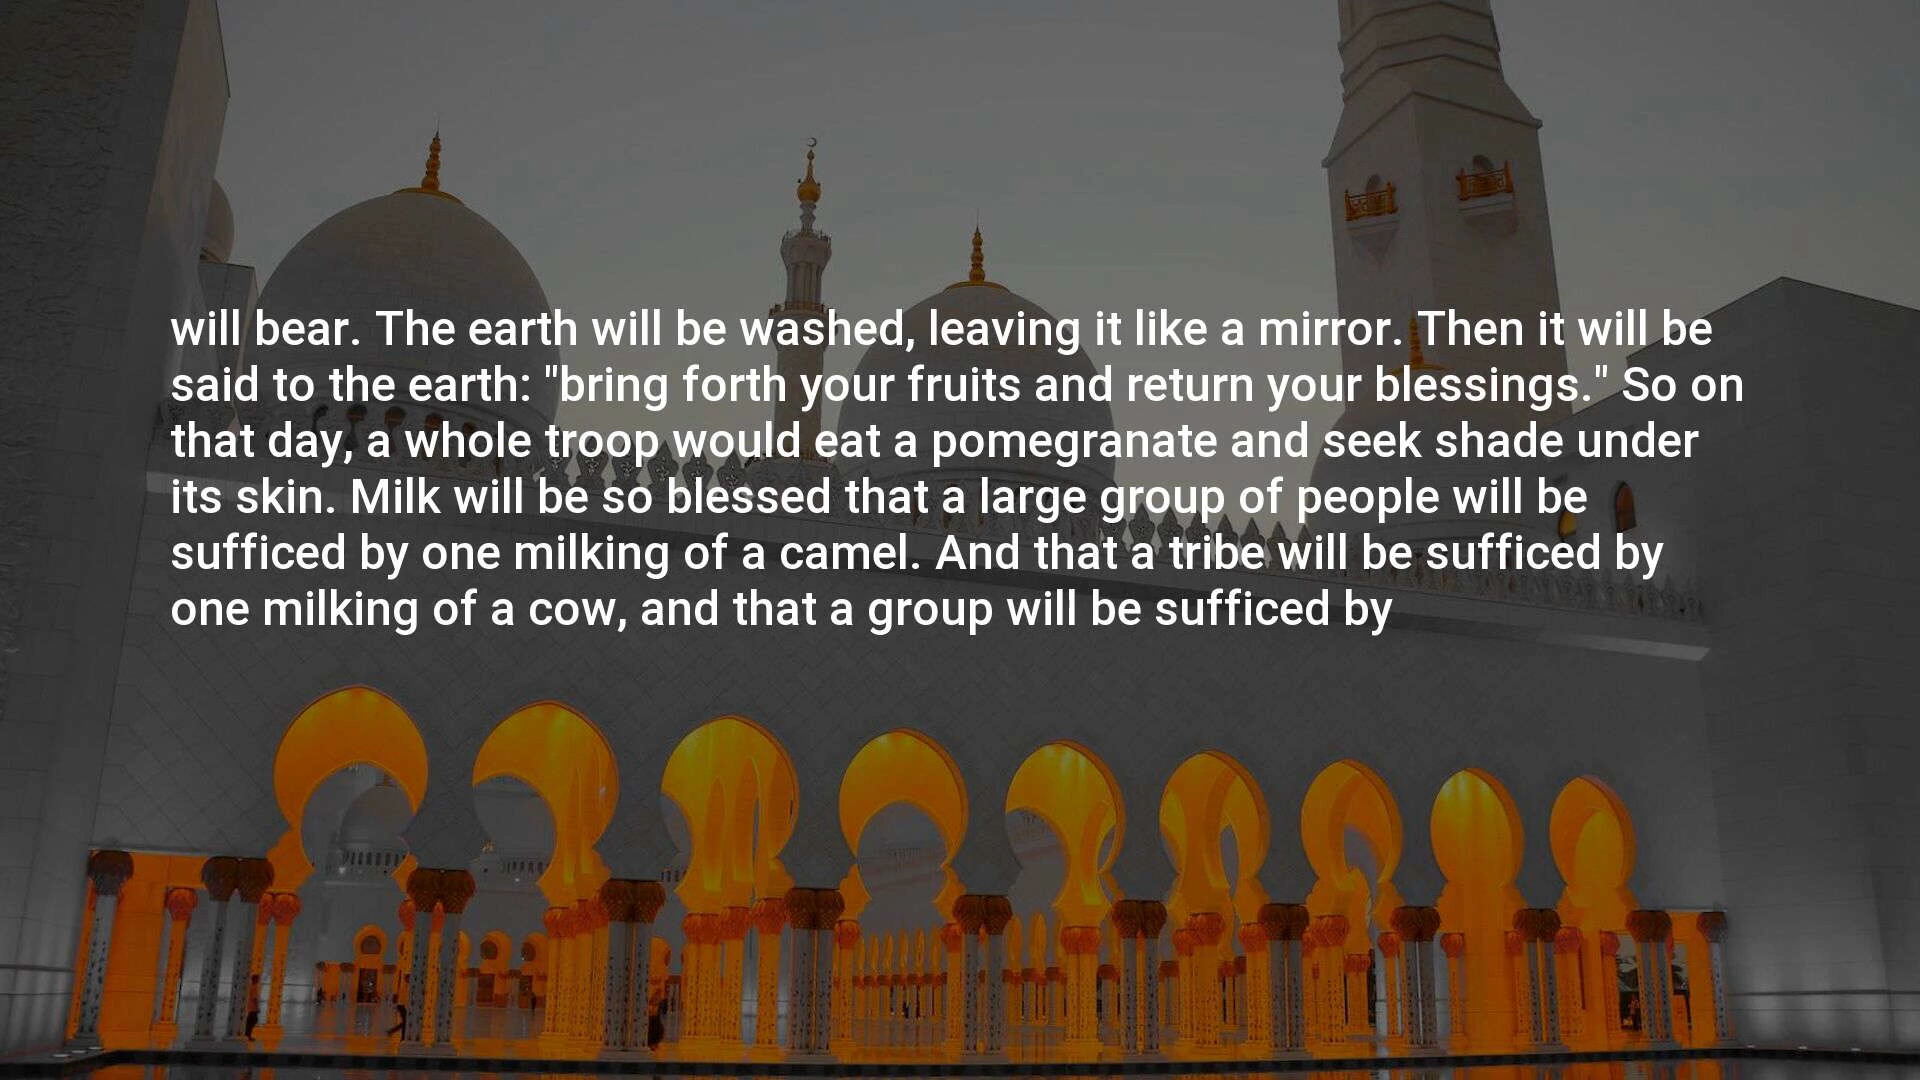 will bear. The earth will be washed, leaving it like a mirror. Then it will be
said to the earth: "bring forth your fruits and return your blessings." So on
that day, a whole troop would eat a pomegranate and seek shade under
its skin. Milk will be so blessed that a large group of people will be
sufficed by one milking of a camel. And that a tribe will be sufficed by
one milking of a cow, and that a group will be sufficed by